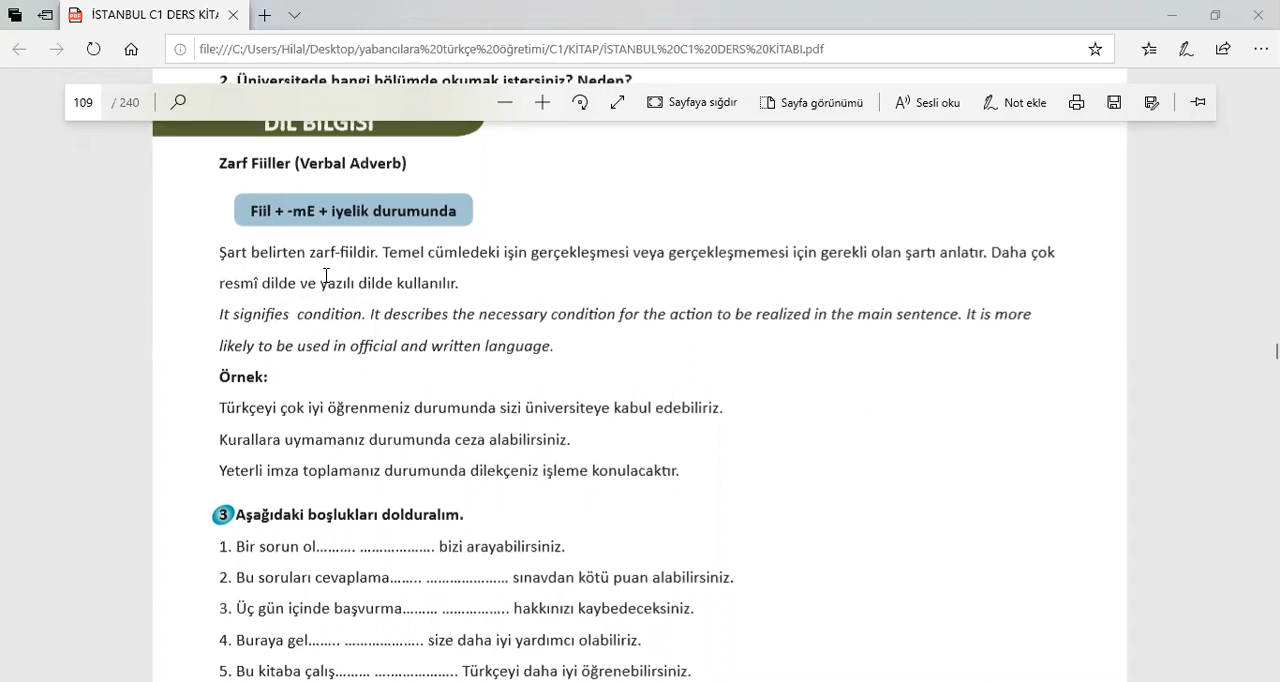 İSTANBUL C1 DERS KİTA
file:///C:/Users/Hilal/Desktop/yabancılara%20türkçe%20öğretimi/C1/KİTAP/İSTANBUL%20C1%20DERS%20KİTABI.pdf
2. Üniversitede hangi bölümde okumak istersiniz? Neden?
109 / 240 Sayfaya sığdır Sayfa görünümü Sesli oku Not ekle
DİL BİLGİSİ
Zarf Fiiller (Verbal Adverb)
Fiil + -mE + iyelik durumunda
Şart belirten zarf-fiildir. Temel cümledeki işin gerçekleşmesi veya gerçekleşmemesi için gerekli olan şartı anlatır. Daha çok
resmî dilde ve yazılı dilde kullanılır.
It signifies condition. It describes the necessary condition for the action to be realized in the main sentence. It is more
likely to be used in official and written language.
Örnek:
Türkçeyi çok iyi öğrenmeniz durumunda sizi üniversiteye kabul edebiliriz.
Kurallara uymamanız durumunda ceza alabilirsiniz.
Yeterli imza toplamanız durumunda dilekçeniz işleme konulacaktır.
3 Aşağıdaki boşlukları dolduralım.
1. Bir sorun ol………. ………………. bizi arayabilirsiniz.
2. Bu soruları cevaplama…….. ………………… sınavdan kötü puan alabilirsiniz.
3. Üç gün içinde başvurma……… …………….. hakkınızı kaybedeceksiniz.
4. Buraya gel…….. ……………….. size daha iyi yardımcı olabiliriz.
5. Bu kitaba çalış……… ……………….. Türkçeyi daha iyi öğrenebilirsiniz.